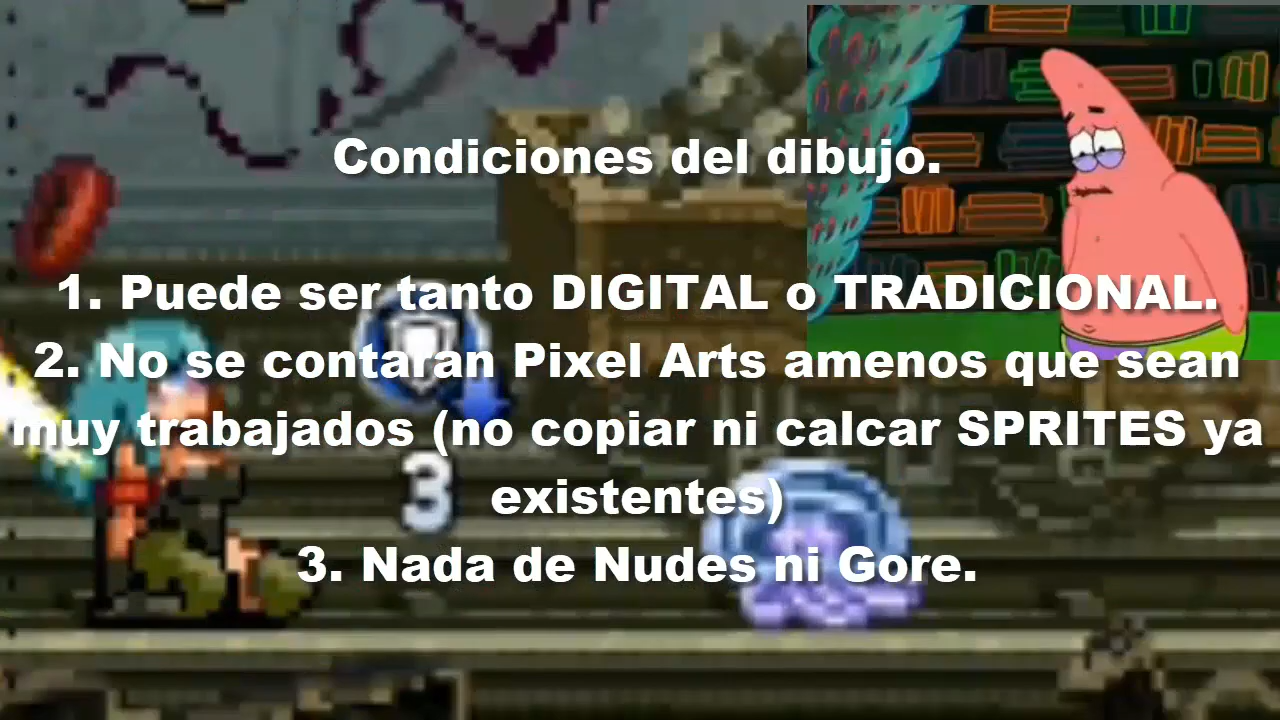 Condiciones del dibujo.
1. Puede ser tanto DIGITAL o TRADICIONAL.
2. No se contaran Pixel Arts amenos que sean
muy trabajados (no copiar ni calcar SPRITES ya
existentes)
3. Nada de Nudes ni Gore.
3